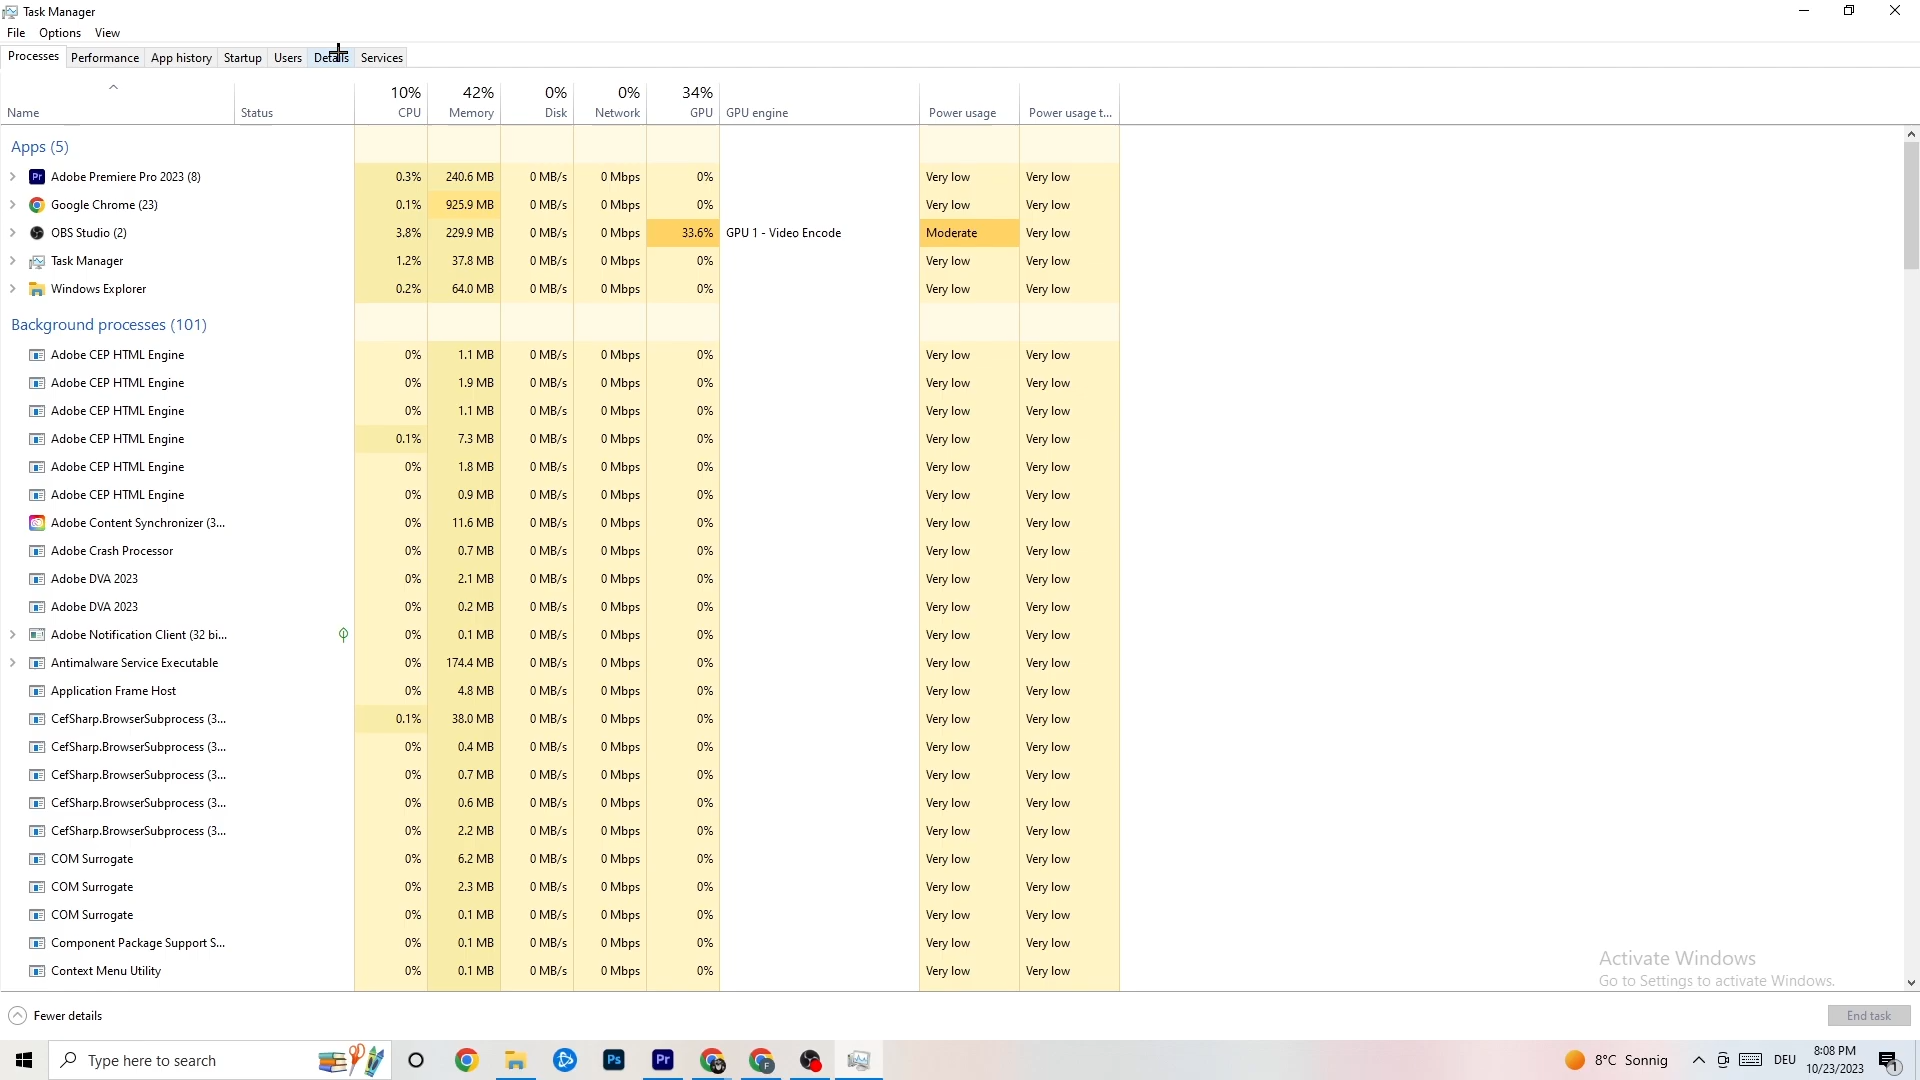 Task Manager
File Options View
Processes Performance App history Startup Users Details Services
10% 42% 0% 0% 34%
Name Status CPU Memory Disk Network GPU GPU engine Power usage Power usage t...
Apps (5)
Adobe Premiere Pro 2023 (8) 0.3% 240.6 MB 0 MB/s 0 Mbps 0% Very low Very low
Google Chrome (23) 0.1% 925.9 MB 0 MB/s 0 Mbps 0% Very low Very low
OBS Studio (2) 3.8% 229.9 MB 0 MB/s 0 Mbps 33.6% GPU 1 - Video Encode Moderate Very low
Task Manager 1.2% 37.8 MB 0 MB/s 0 Mbps 0% Very low Very low
Windows Explorer 0.2% 64.0 MB 0 MB/s 0 Mbps 0% Very low Very low
Background processes (101)
Adobe CEP HTML Engine 0% 1.1 MB 0 MB/s 0 Mbps 0% Very low Very low
Adobe CEP HTML Engine 0% 1.9 MB 0 MB/s 0 Mbps 0% Very low Very low
Adobe CEP HTML Engine 0% 1.1 MB 0 MB/s 0 Mbps 0% Very low Very low
Adobe CEP HTML Engine 0.1% 7.3 MB 0 MB/s 0 Mbps 0% Very low Very low
Adobe CEP HTML Engine 0% 1.8 MB 0 MB/s 0 Mbps 0% Very low Very low
Adobe CEP HTML Engine 0% 0.9 MB 0 MB/s 0 Mbps 0% Very low Very low
Adobe Content Synchronizer (3... 0% 11.6 MB 0 MB/s 0 Mbps 0% Very low Very low
Adobe Crash Processor 0% 0.7 MB 0 MB/s 0 Mbps 0% Very low Very low
Adobe DVA 2023 0% 2.1 MB 0 MB/s 0 Mbps 0% Very low Very low
Adobe DVA 2023 0% 0.2 MB 0 MB/s 0 Mbps 0% Very low Very low
Adobe Notification Client (32 bi... 0% 0.1 MB 0 MB/s 0 Mbps 0% Very low Very low
Antimalware Service Executable 0% 174.4 MB 0 MB/s 0 Mbps 0% Very low Very low
Application Frame Host 0% 4.8 MB 0 MB/s 0 Mbps 0% Very low Very low
CefSharp.BrowserSubprocess (3... 0.1% 38.0 MB 0 MB/s 0 Mbps 0% Very low Very low
CefSharp.BrowserSubprocess (3... 0% 0.4 MB 0 MB/s 0 Mbps 0% Very low Very low
CefSharp.BrowserSubprocess (3... 0% 0.7 MB 0 MB/s 0 Mbps 0% Very low Very low
CefSharp.BrowserSubprocess (3... 0% 0.6 MB 0 MB/s 0 Mbps 0% Very low Very low
CefSharp.BrowserSubprocess (3... 0% 2.2 MB 0 MB/s 0 Mbps 0% Very low Very low
COM Surrogate 0% 6.2 MB 0 MB/s 0 Mbps 0% Very low Very low
COM Surrogate 0% 2.3 MB 0 MB/s 0 Mbps 0% Very low Very low
COM Surrogate 0% 0.1 MB 0 MB/s 0 Mbps 0% Very low Very low
Component Package Support S... 0% 0.1 MB 0 MB/s 0 Mbps 0% Very low Very low
Context Menu Utility 0% 0.1 MB 0 MB/s 0 Mbps 0% Very low Very low
Activate Windows
Go to Settings to activate Windows.
Fewer details End task
Type here to search Ps Pr F 8°C Sonnig DEU 8:08 PM
10/23/2023 1